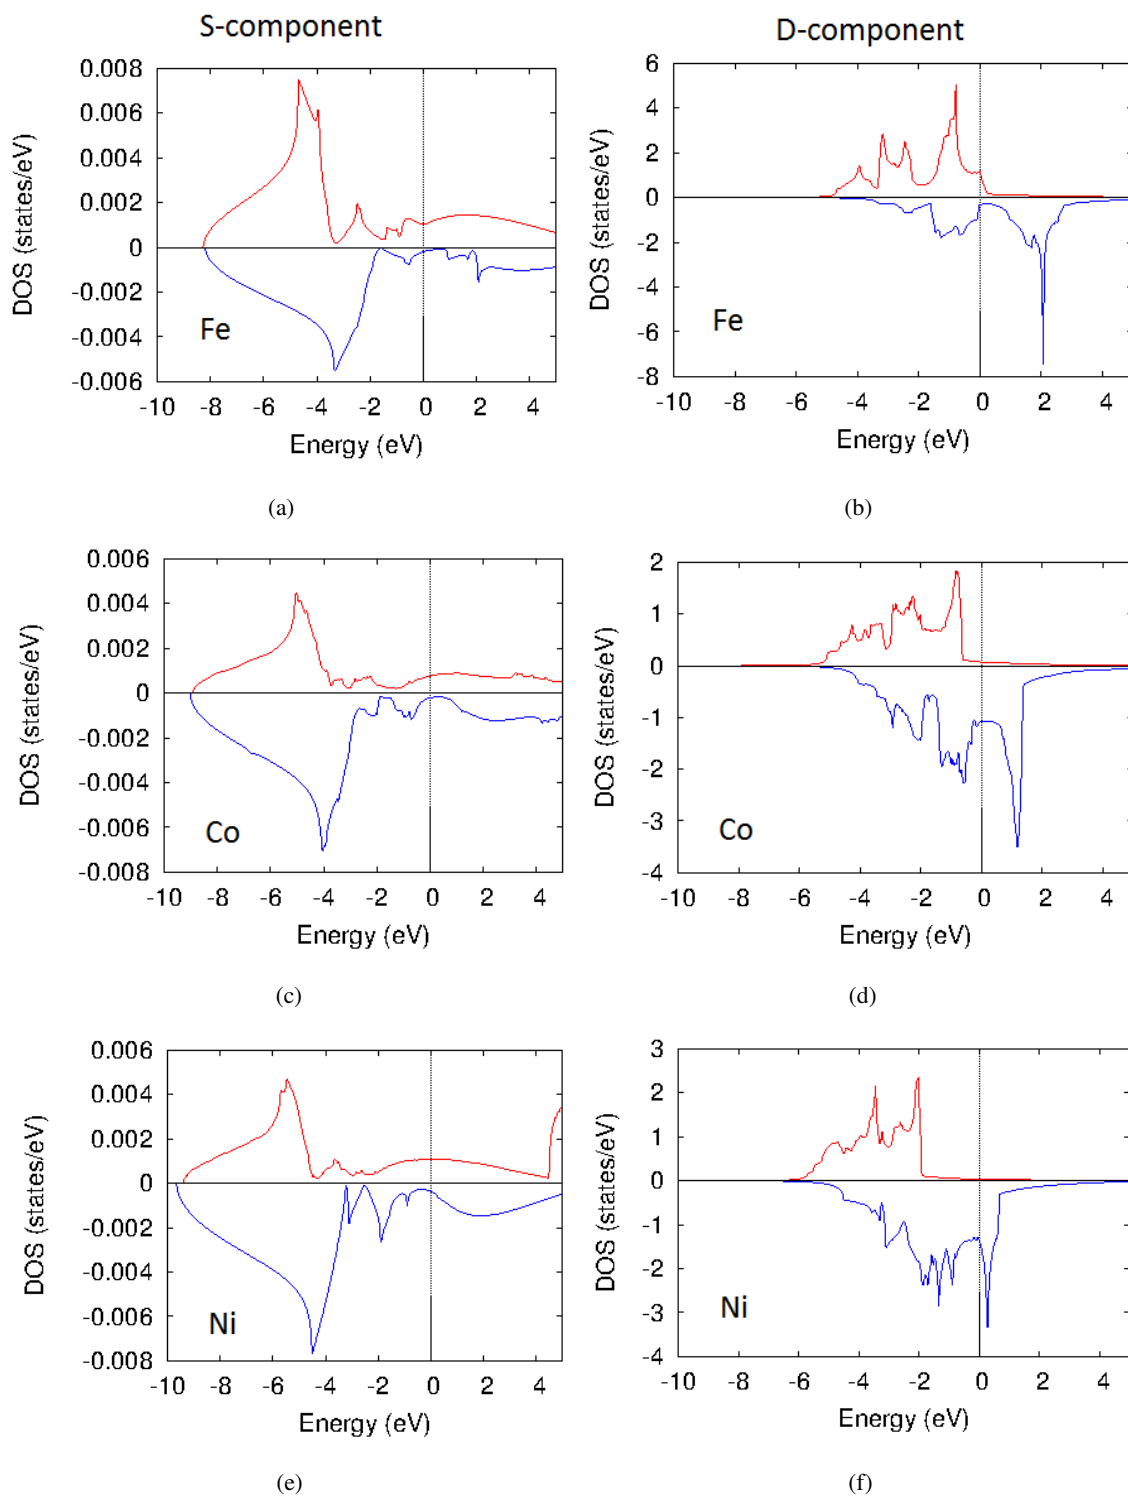 S-component
D-component
0.008
0.006
0.004
0.002
0
-0.002
-0.004
-0.006
DOS (states/eV)
Fe
-10 -8 -6 -4 -2 0 2 4
Energy (eV)
(a)
6
4
2
0
-2
-4
-6
-8
DOS (states/eV)
Fe
-10 -8 -6 -4 -2 0 2 4
Energy (eV)
(b)
0.006
0.004
0.002
0
-0.002
-0.004
-0.006
-0.008
DOS (states/eV)
Co
-10 -8 -6 -4 -2 0 2 4
Energy (eV)
(c)
2
1
0
-1
-2
-3
-4
DOS (states/eV)
Co
-10 -8 -6 -4 -2 0 2 4
Energy (eV)
(d)
0.006
0.004
0.002
0
-0.002
-0.004
-0.006
-0.008
DOS (states/eV)
Ni
-10 -8 -6 -4 -2 0 2 4
Energy (eV)
(e)
3
2
1
0
-1
-2
-3
-4
DOS (states/eV)
Ni
-10 -8 -6 -4 -2 0 2 4
Energy (eV)
(f)